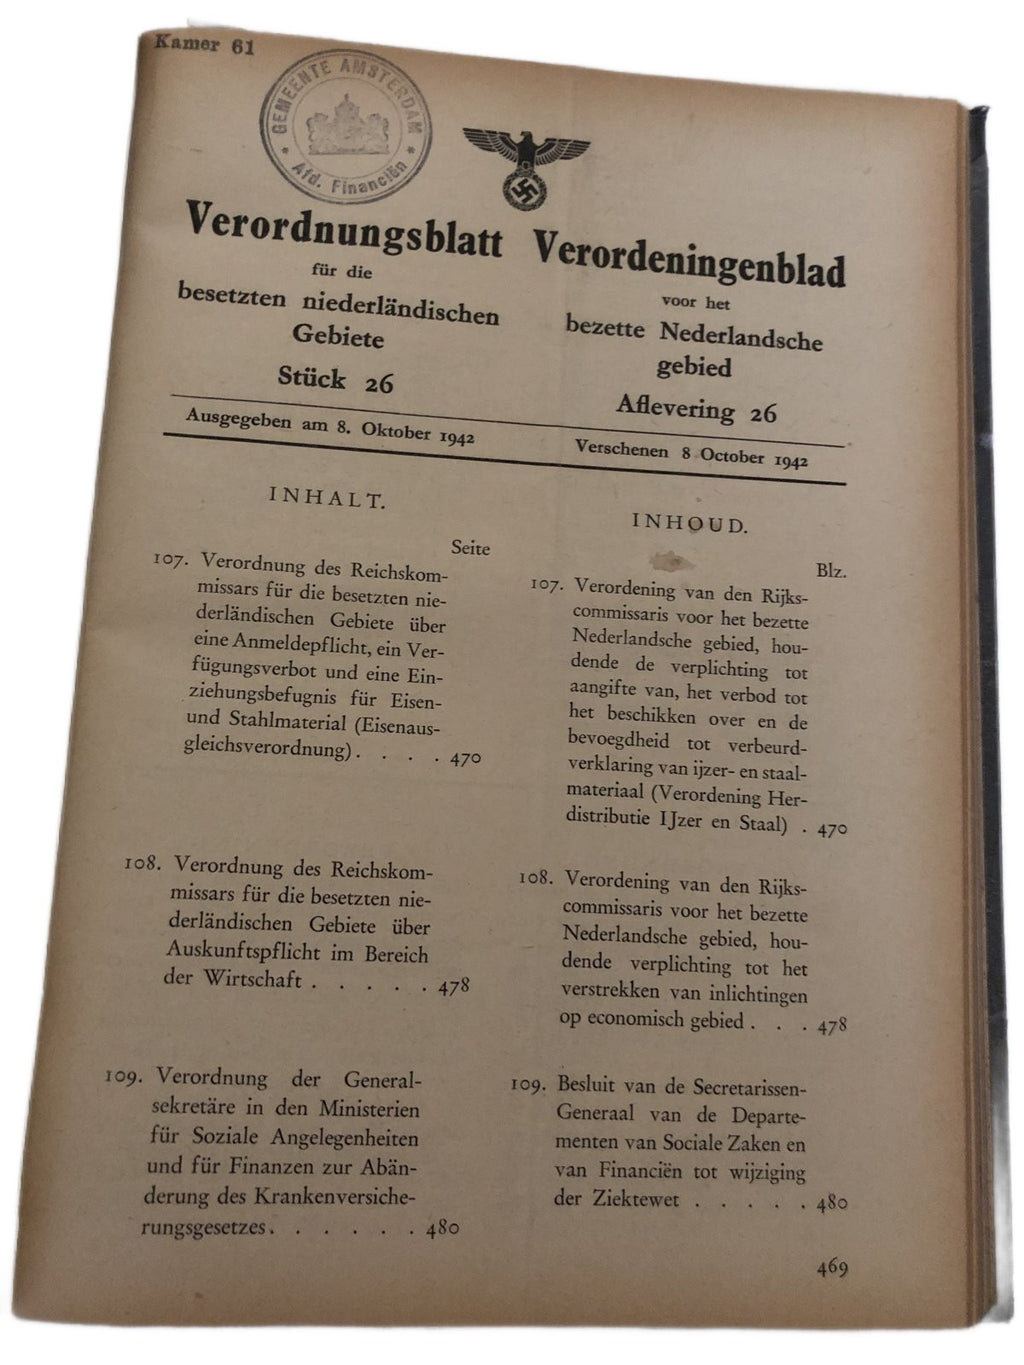 Kamer 61
GEMEENTE AMSTERDAM
* Afd. Financiën *
Verordnungsblatt
für die
besetzten niederländischen
Gebiete
Stück 26
Ausgegeben am 8. Oktober 1942
Verordeningenblad
voor het
bezette Nederlandsche
gebied
Aflevering 26
Verschenen 8 October 1942
INHALT.
Seite
107. Verordnung des Reichskom-
missars für die besetzten nie-
derländischen Gebiete über
eine Anmeldepflicht, ein Ver-
fügungsverbot und eine Ein-
ziehungsbefugnis für Eisen-
und Stahlmaterial (Eisenaus-
gleichsverordnung) . . . . 470
108. Verordnung des Reichskom-
missars für die besetzten nie-
derländischen Gebiete über
Auskunftspflicht im Bereich
der Wirtschaft . . . . . 478
109. Verordnung der General-
sekretäre in den Ministerien
für Soziale Angelegenheiten
und für Finanzen zur Abän-
derung des Krankenversiche-
rungsgesetzes . . . . . . 480
INHOUD.
Blz.
107. Verordening van den Rijks-
commissaris voor het bezette
Nederlandsche gebied, hou-
dende de verplichting tot
aangifte van, het verbod tot
het beschikken over en de
bevoegdheid tot verbeurd-
verklaring van ijzer- en staal-
materiaal (Verordening Her-
distributie IJzer en Staal) . 470
108. Verordening van den Rijks-
commissaris voor het bezette
Nederlandsche gebied, hou-
dende verplichting tot het
verstrekken van inlichtingen
op economisch gebied . . . 478
109. Besluit van de Secretarissen-
Generaal van de Departe-
menten van Sociale Zaken en
van Financiën tot wijziging
der Ziektewet . . . . . 480
469